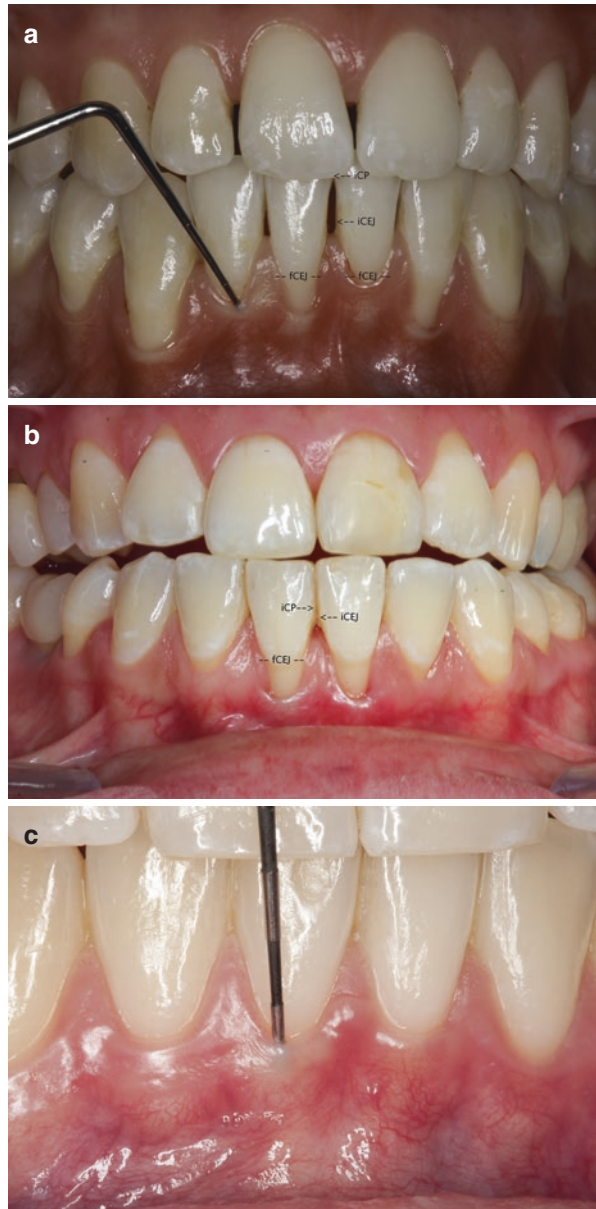 a
<-- iCP
<-- iCEJ
-- fCEJ -- -- fCEJ --
b
iCP-->
<-- iCEJ
-- fCEJ --
c